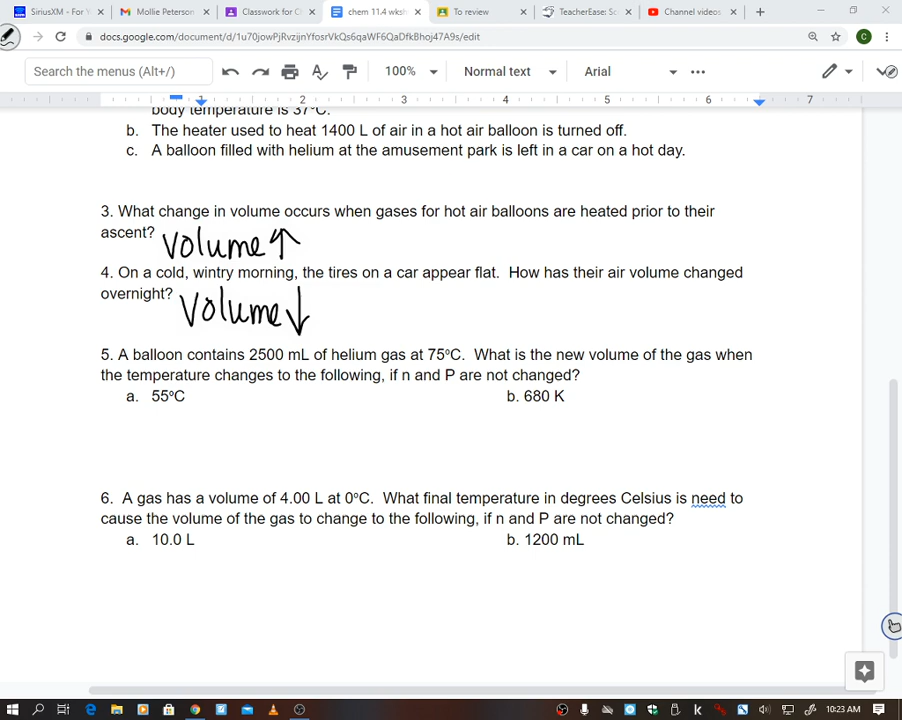 SiriusXM - For Y
Mollie Peterson
Classwork for C
chem 11.4 wksh
To review
TeacherEase: Sc
Channel videos
docs.google.com/document/d/1u70jowPjRvzijnYfosrVkQs6qaWF6QaDfkBhoj47A9s/edit
C
Search the menus (Alt+/)
100%
Normal text
Arial
1 2 3 4 5 6 7
body temperature is 37°C.
b. The heater used to heat 1400 L of air in a hot air balloon is turned off.
c. A balloon filled with helium at the amusement park is left in a car on a hot day.
3. What change in volume occurs when gases for hot air balloons are heated prior to their
ascent? Volume ↑
4. On a cold, wintry morning, the tires on a car appear flat. How has their air volume changed
overnight? Volume ↓
5. A balloon contains 2500 mL of helium gas at 75°C. What is the new volume of the gas when
the temperature changes to the following, if n and P are not changed?
a. 55°C b. 680 K
6. A gas has a volume of 4.00 L at 0°C. What final temperature in degrees Celsius is need to
cause the volume of the gas to change to the following, if n and P are not changed?
a. 10.0 L b. 1200 mL
10:23 AM